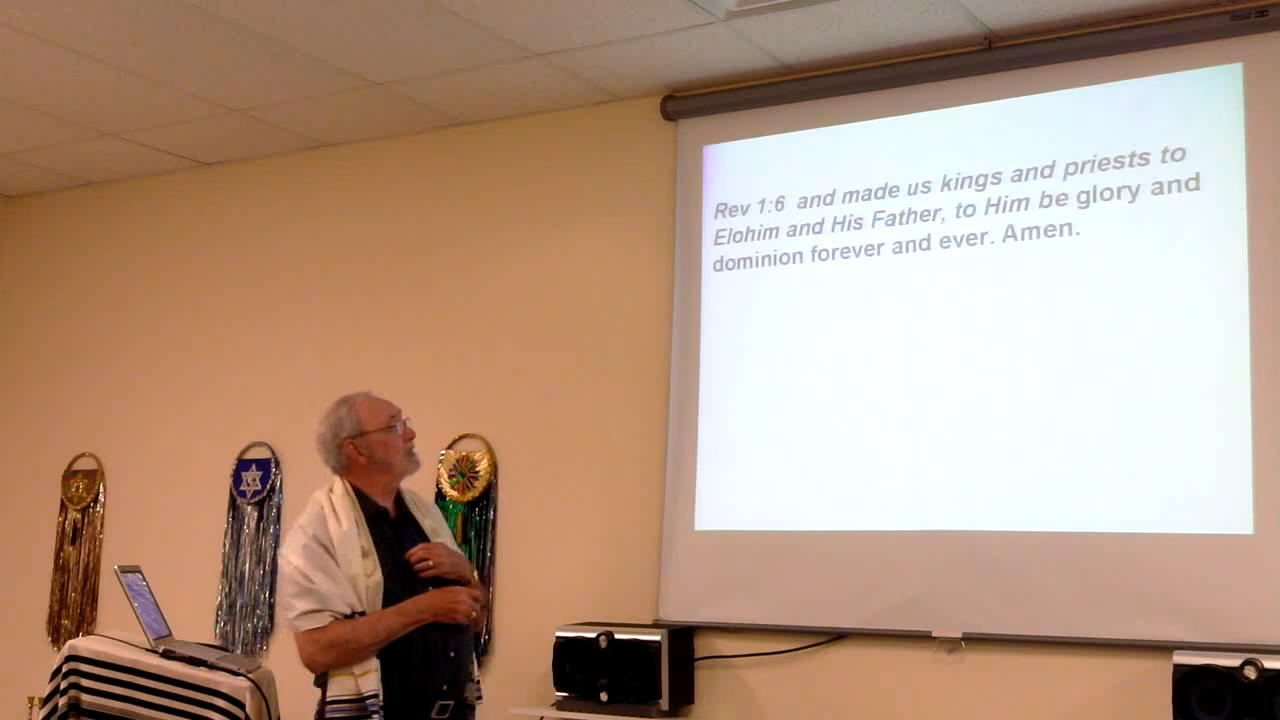 Rev 1:6 and made us kings and priests to
Elohim and His Father, to Him be glory and
dominion forever and ever. Amen.